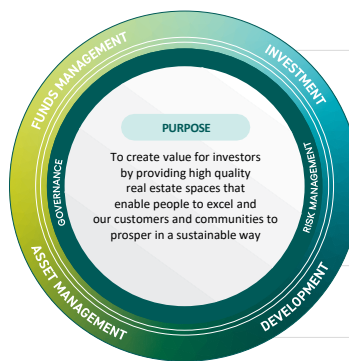 FUNDS MANAGEMENT
INVESTMENT
GOVERNANCE
RISK MANAGEMENT
PURPOSE
To create value for investors
by providing high quality
real estate spaces that
enable people to excel and
our customers and communities to
prosper in a sustainable way
ASSET MANAGEMENT
DEVELOPMENT